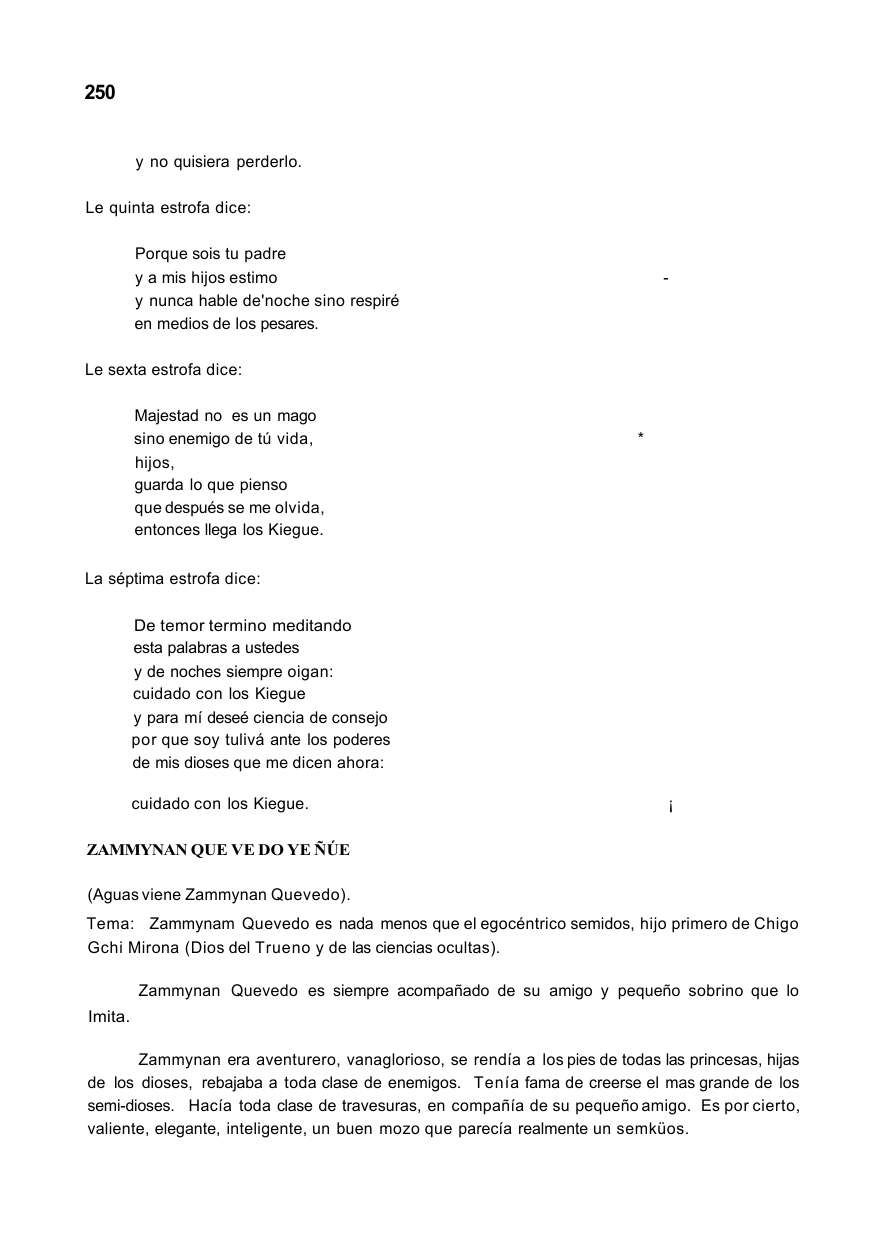 250
y no quisiera perderlo.
Le quinta estrofa dice:
Porque sois tu padre
y a mis hijos estimo -
y nunca hable de'noche sino respiré
en medios de los pesares.
Le sexta estrofa dice:
Majestad no es un mago
sino enemigo de tú vida, *
hijos,
guarda lo que pienso
que después se me olvida,
entonces llega los Kiegue.
La séptima estrofa dice:
De temor termino meditando
esta palabras a ustedes
y de noches siempre oigan:
cuidado con los Kiegue
y para mí deseé ciencia de consejo
por que soy tulivá ante los poderes
de mis dioses que me dicen ahora:
cuidado con los Kiegue. ¡
ZAMMYNAN QUE VE DO YE ÑÚE
(Aguas viene Zammynan Quevedo).
Tema: Zammynam Quevedo es nada menos que el egocéntrico semidos, hijo primero de Chigo
Gchi Mirona (Dios del Trueno y de las ciencias ocultas).
Zammynan Quevedo es siempre acompañado de su amigo y pequeño sobrino que lo
Imita.
Zammynan era aventurero, vanaglorioso, se rendía a los pies de todas las princesas, hijas
de los dioses, rebajaba a toda clase de enemigos. Tenía fama de creerse el mas grande de los
semi-dioses. Hacía toda clase de travesuras, en compañía de su pequeño amigo. Es por cierto,
valiente, elegante, inteligente, un buen mozo que parecía realmente un semküos.